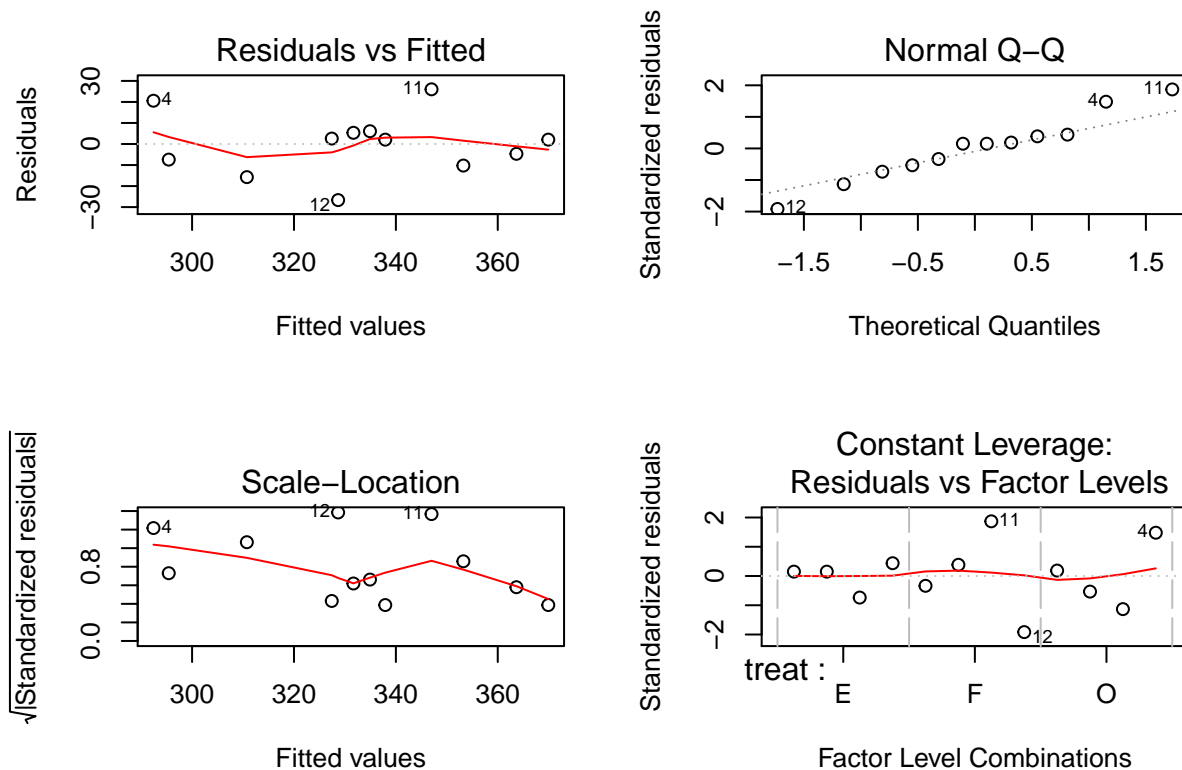 Residuals vs Fitted
Residuals
30
0
−30
4
12
11
300 320 340 360
Fitted values
Normal Q−Q
Standardized residuals
2
0
−2
12
4
11
−1.5 −0.5 0.5 1.5
Theoretical Quantiles
Scale−Location
√|Standardized residuals|
0.8
0.0
4
12
11
300 320 340 360
Fitted values
Constant Leverage:
Residuals vs Factor Levels
Standardized residuals
2
0
−2
11
12
4
treat :
E F O
Factor Level Combinations